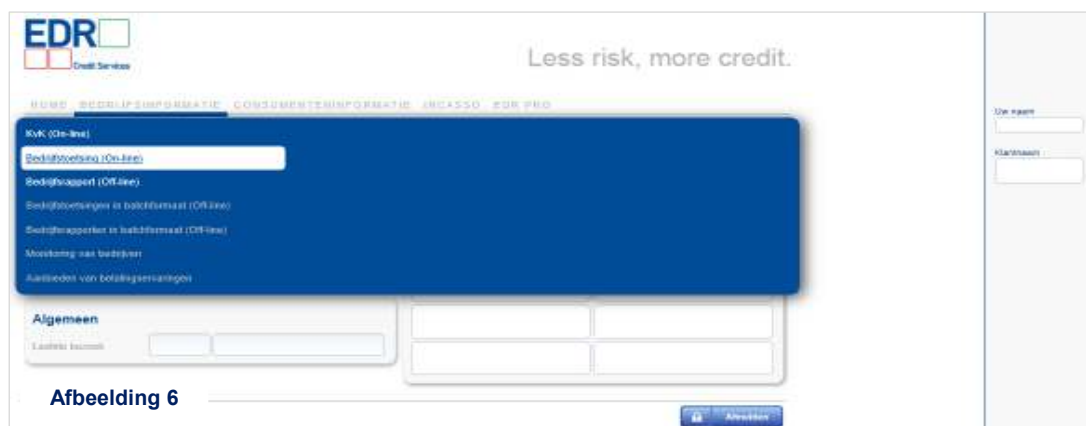 EDR
Credit Services
Less risk, more credit.
HOME BEDRIJFSINFORMATIE CONSUMENTENINFORMATIE INCASSO EDR PRO
KvK (On-line)
Bedrijfstoetsing (On-line)
Bedrijfsrapport (Off-line)
Bedrijfstoetsingen in batchformaat (Off-line)
Bedrijfsrapporten in batchformaat (Off-line)
Monitoring van bedrijven
Aanbieden van betalingservaringen
Algemeen
Laatste bezoek
Uw naam
Klantnaam
Afmelden
Afbeelding 6